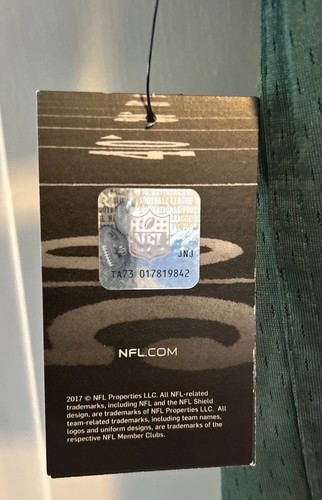 NFL
JNJ
TA73 017819842
NFL.COM
2017 © NFL Properties LLC. All NFL-related
trademarks, including NFL and the NFL Shield
design, are trademarks of NFL Properties LLC. All
team-related trademarks, including team names,
logos and uniform designs, are trademarks of the
respective NFL Member Clubs.